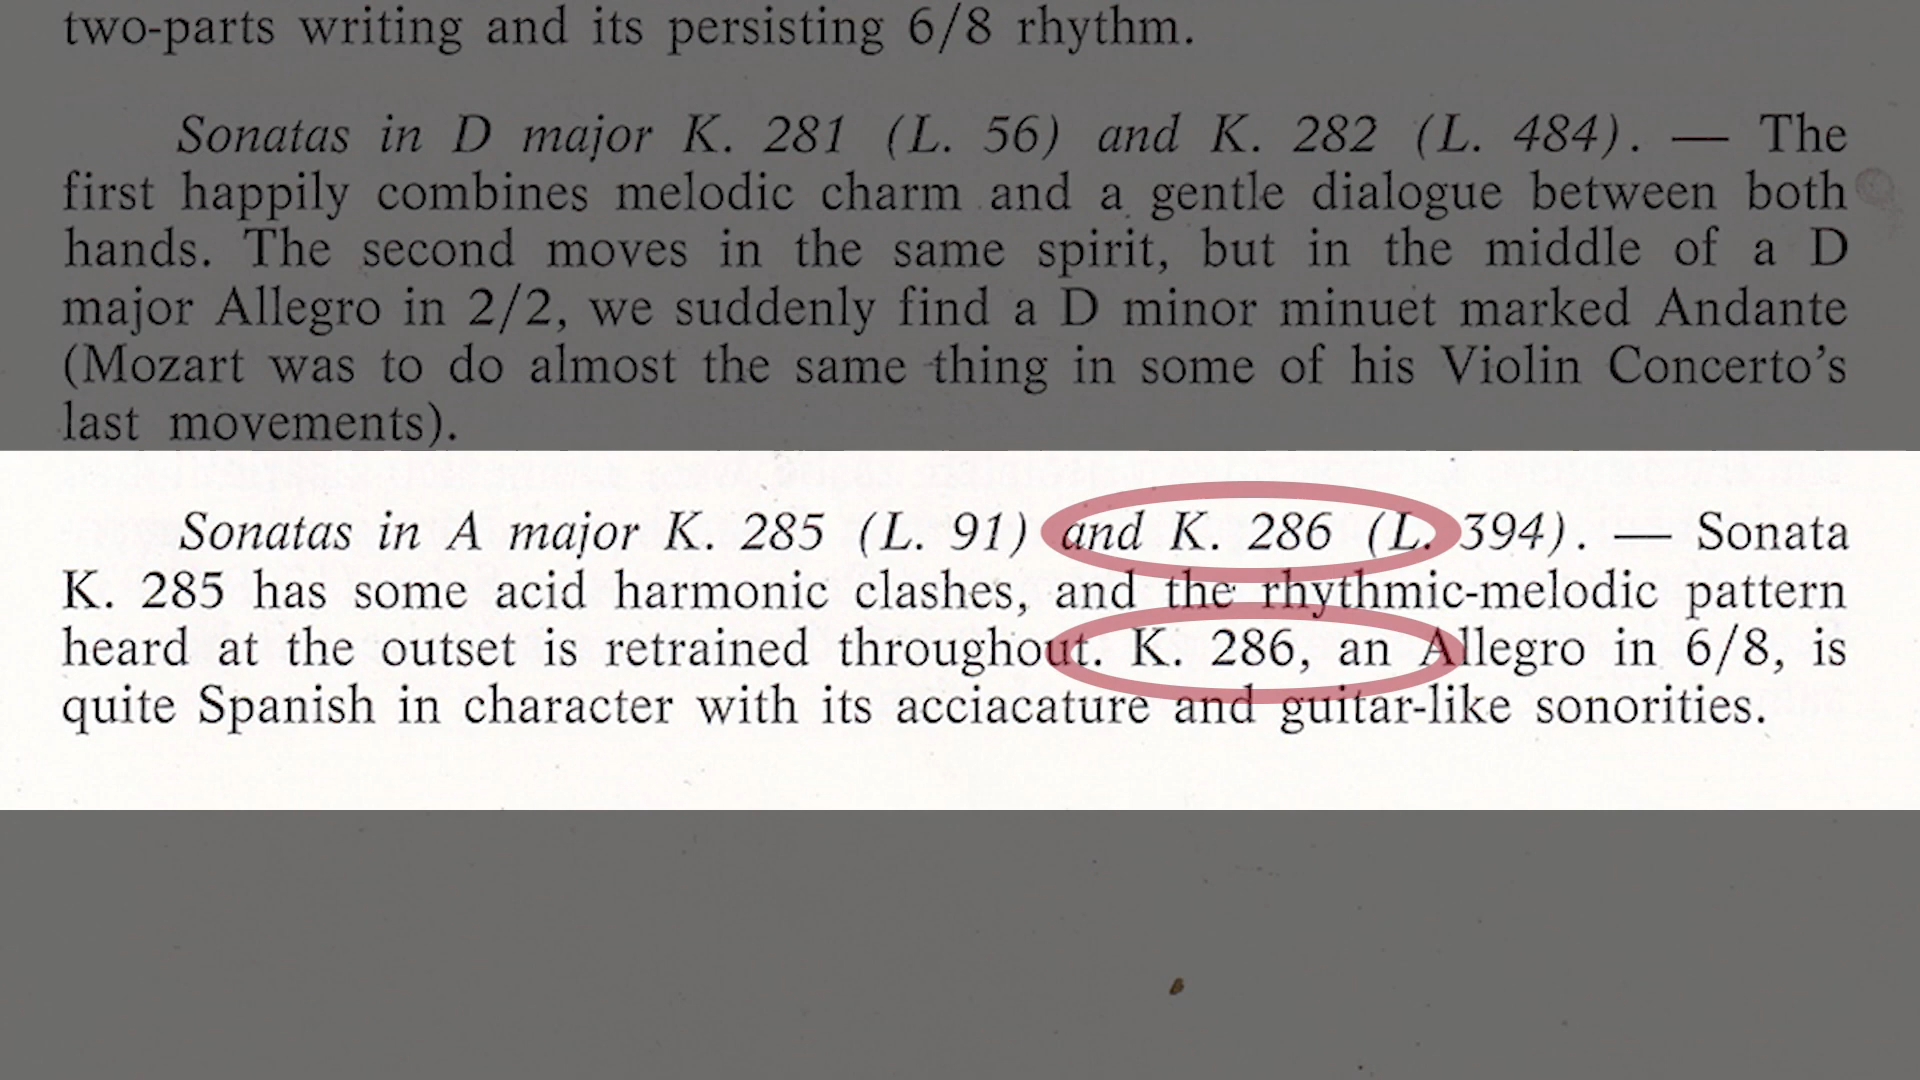 two-parts writing and its persisting 6/8 rhythm.
Sonatas in D major K. 281 (L. 56) and K. 282 (L. 484). — The
first happily combines melodic charm and a gentle dialogue between both
hands. The second moves in the same spirit, but in the middle of a D
major Allegro in 2/2, we suddenly find a D minor minuet marked Andante
(Mozart was to do almost the same thing in some of his Violin Concerto's
last movements).
Sonatas in A major K. 285 (L. 91) and K. 286 (L. 394). — Sonata
K. 285 has some acid harmonic clashes, and the rhythmic-melodic pattern
heard at the outset is retrained throughout. K. 286, an Allegro in 6/8, is
quite Spanish in character with its acciacature and guitar-like sonorities.